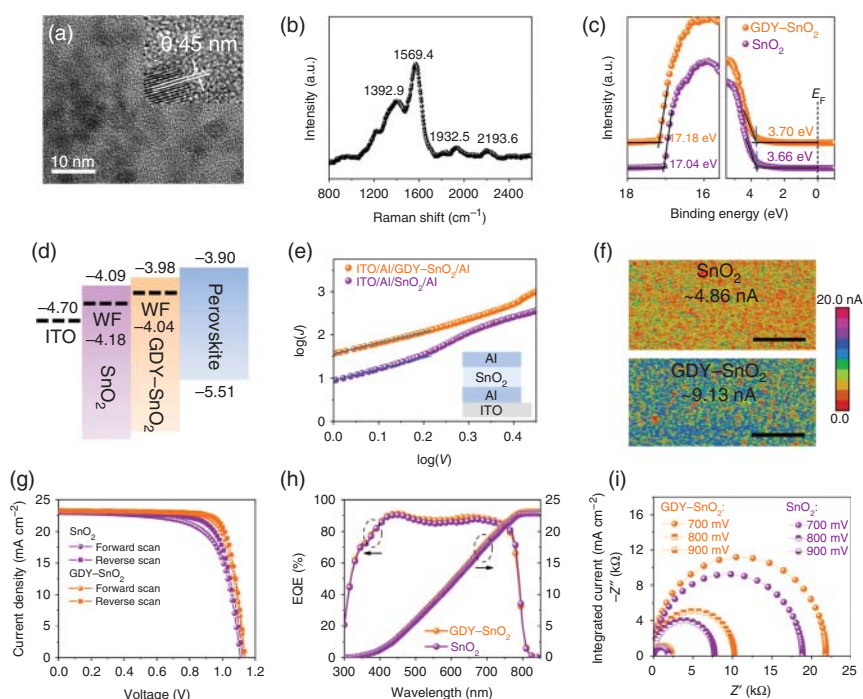 (a)
0.45 nm
10 nm
(b)
Intensity (a.u.)
1392.9
1569.4
1932.5
2193.6
800 1200 1600 2000 2400
Raman shift (cm⁻¹)
(c)
GDY–SnO₂
SnO₂
Intensity (a.u.)
E_F
17.18 eV
3.70 eV
17.04 eV
3.66 eV
18 16 4 2 0
Binding energy (eV)
(d)
−4.70
ITO
−4.09
WF
−4.18
SnO₂
−3.98
WF
−4.04
GDY–SnO₂
−3.90
Perovskite
−5.51
(e)
ITO/Al/GDY–SnO₂/Al
ITO/Al/SnO₂/Al
log(J)
3
2
1
0
Al
SnO₂
Al
ITO
0.0 0.1 0.2 0.3 0.4
log(V)
(f)
SnO₂
~4.86 nA
GDY–SnO₂
~9.13 nA
20.0 nA
0.0
(g)
Current density (mA cm⁻²)
25
20
15
10
5
0
SnO₂
Forward scan
Reverse scan
GDY–SnO₂
Forward scan
Reverse scan
0.0 0.2 0.4 0.6 0.8 1.0 1.2
Voltage (V)
(h)
EQE (%)
100
80
60
40
20
0
GDY–SnO₂
SnO₂
25
20
15
10
5
0
300 400 500 600 700 800
Wavelength (nm)
Integrated current (mA cm⁻²)
(i)
−Z″ (kΩ)
20
16
12
8
4
0
GDY–SnO₂:
700 mV
800 mV
900 mV
SnO₂:
700 mV
800 mV
900 mV
0 5 10 15 20 25
Z′ (kΩ)